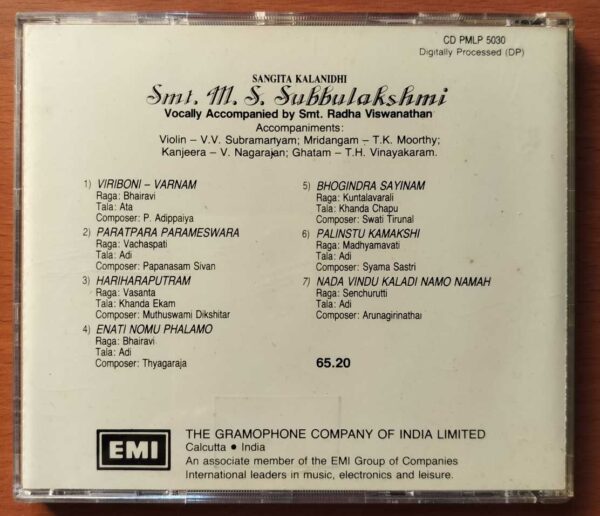 CD PMLP 5030
Digitally Processed (DP)
SANGITA KALANIDHI
Smt. M. S. Subbulakshmi
Vocally Accompanied by Smt. Radha Viswanathan
Accompaniments:
Violin – V.V. Subramaniyam; Mridangam – T.K. Moorthy;
Kanjeera – V. Nagarajan; Ghatam – T.H. Vinayakaram.
1) VIRIBONI – VARNAM
Raga: Bhairavi
Tala: Ata
Composer: P. Adippaiya
2) PARATPARA PARAMESWARA
Raga: Vachaspati
Tala: Adi
Composer: Papanasam Sivan
3) HARIHARAPUTRAM
Raga: Vasanta
Tala: Khanda Ekam
Composer: Muthuswami Dikshitar
4) ENATI NOMU PHALAMO
Raga: Bhairavi
Tala: Adi
Composer: Thyagaraja
5) BHOGINDRA SAYINAM
Raga: Kuntalavarali
Tala: Khanda Chapu
Composer: Swati Tirunal
6) PALINSTU KAMAKSHI
Raga: Madhyamavati
Tala: Adi
Composer: Syama Sastri
7) NADA VINDU KALADI NAMO NAMAH
Raga: Senchurutti
Tala: Adi
Composer: Arunagirinathar
65.20
EMI
THE GRAMOPHONE COMPANY OF INDIA LIMITED
Calcutta • India
An associate member of the EMI Group of Companies
International leaders in music, electronics and leisure.